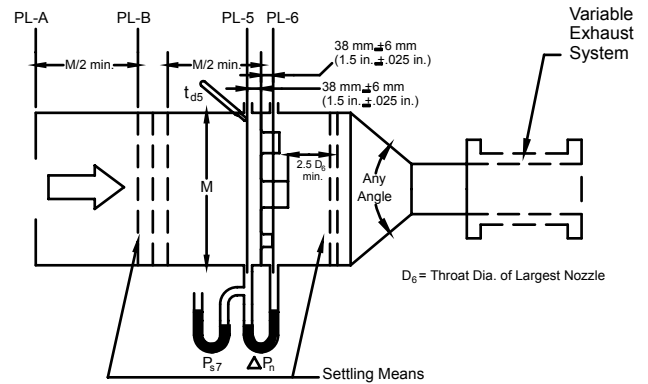 PL-A
PL-B
PL-5
PL-6
Variable
Exhaust
System
38 mm ±6 mm
(1.5 in. ±.025 in.)
M/2 min.
M/2 min.
38 mm ±6 mm
(1.5 in. ±.025 in.)
td5
2.5 D6
min.
M
Any
Angle
D6 = Throat Dia. of Largest Nozzle
Ps7
ΔPn
Settling Means